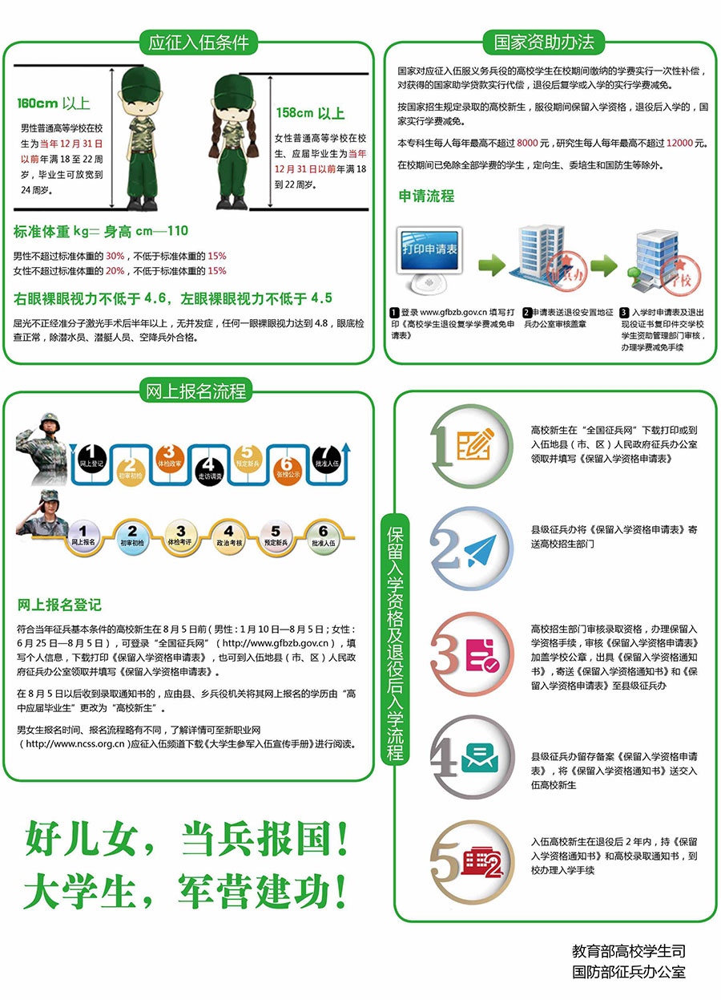 应征入伍条件
160cm 以上
男性普通高等学校在校
生为当年 12 月 31 日
以前年满 18 至 22 周
岁，毕业生可放宽到
24 周岁。
158cm 以上
女性普通高等学校在校
生、应届毕业生为当年
12 月 31 日以前年满 18
到 22 周岁。
标准体重 kg＝ 身高 cm—110
男性不超过标准体重的 30%，不低于标准体重的 15%
女性不超过标准体重的 20%，不低于标准体重的 15%
右眼裸眼视力不低于 4.6，左眼裸眼视力不低于 4.5
屈光不正经准分子激光手术后半年以上，无并发症，任何一眼裸眼视力达到 4.8，眼底检
查正常，除潜水员、潜艇人员、空降兵外合格。
国家资助办法
国家对应征入伍服义务兵役的高校学生在校期间缴纳的学费实行一次性补偿，
对获得的国家助学贷款实行代偿，退役后复学或入学的实行学费减免。
按国家招生规定录取的高校新生，服役期间保留入学资格，退役后入学的，国
家实行学费减免。
本专科生每人每年最高不超过 8000 元，研究生每人每年最高不超过 12000 元。
在校期间已免除全部学费的学生，定向生、委培生和国防生等除外。
申请流程
打印申请表
兵办
学校
1 登录 www.gfbzb.gov.cn 填写打
印《高校学生退役复学学费减免申
请表》
2 申请表送退役安置地征
兵办公室审核盖章
3 入学时申请表及退出
现役证书复印件交学校
学生资助管理部门审核，
办理学费减免手续
网上报名流程
1 网上登记
2 初审初检
3 体检政审
4 走访调查
5 预定新兵
6 张榜公示
7 批准入伍
1 网上报名
2 初审初检
3 体检考评
4 政治考核
5 预定新兵
6 批准入伍
网上报名登记
符合当年征兵基本条件的高校新生在 8 月 5 日前（男性：1 月 10 日—8 月 5 日；女性：
6 月 25 日—8 月 5 日），可登录“全国征兵网”（http://www.gfbzb.gov.cn），填
写个人信息，下载打印《保留入学资格申请表》，也可到入伍地县（市、区）人民政
府征兵办公室领取并填写《保留入学资格申请表》。
在 8 月 5 日以后收到录取通知书的，应由县、乡兵役机关将其网上报名的学历由“高
中应届毕业生”更改为“高校新生”。
男女生报名时间、报名流程略有不同，了解详情可至新职业网
（http://www.ncss.org.cn）应征入伍频道下载《大学生参军入伍宣传手册》进行阅读。
保留入学资格及退役后入学流程
1
高校新生在“全国征兵网”下载打印或到
入伍地县（市、区）人民政府征兵办公室
领取并填写《保留入学资格申请表》
2
县级征兵办将《保留入学资格申请表》寄
送高校招生部门
3
高校招生部门审核录取资格，办理保留入
学资格手续，审核《保留入学资格申请表》
加盖学校公章，出具《保留入学资格通知
书》，寄送《保留入学资格通知书》和《保
留入学资格申请表》至县级征兵办
4
县级征兵办留存备案《保留入学资格申请
表》，将《保留入学资格通知书》送交入
伍高校新生
5
2
入伍高校新生在退役后 2 年内，持《保留
入学资格通知书》和高校录取通知书，到
校办理入学手续
好儿女，当兵报国！
大学生，军营建功！
教育部高校学生司
国防部征兵办公室